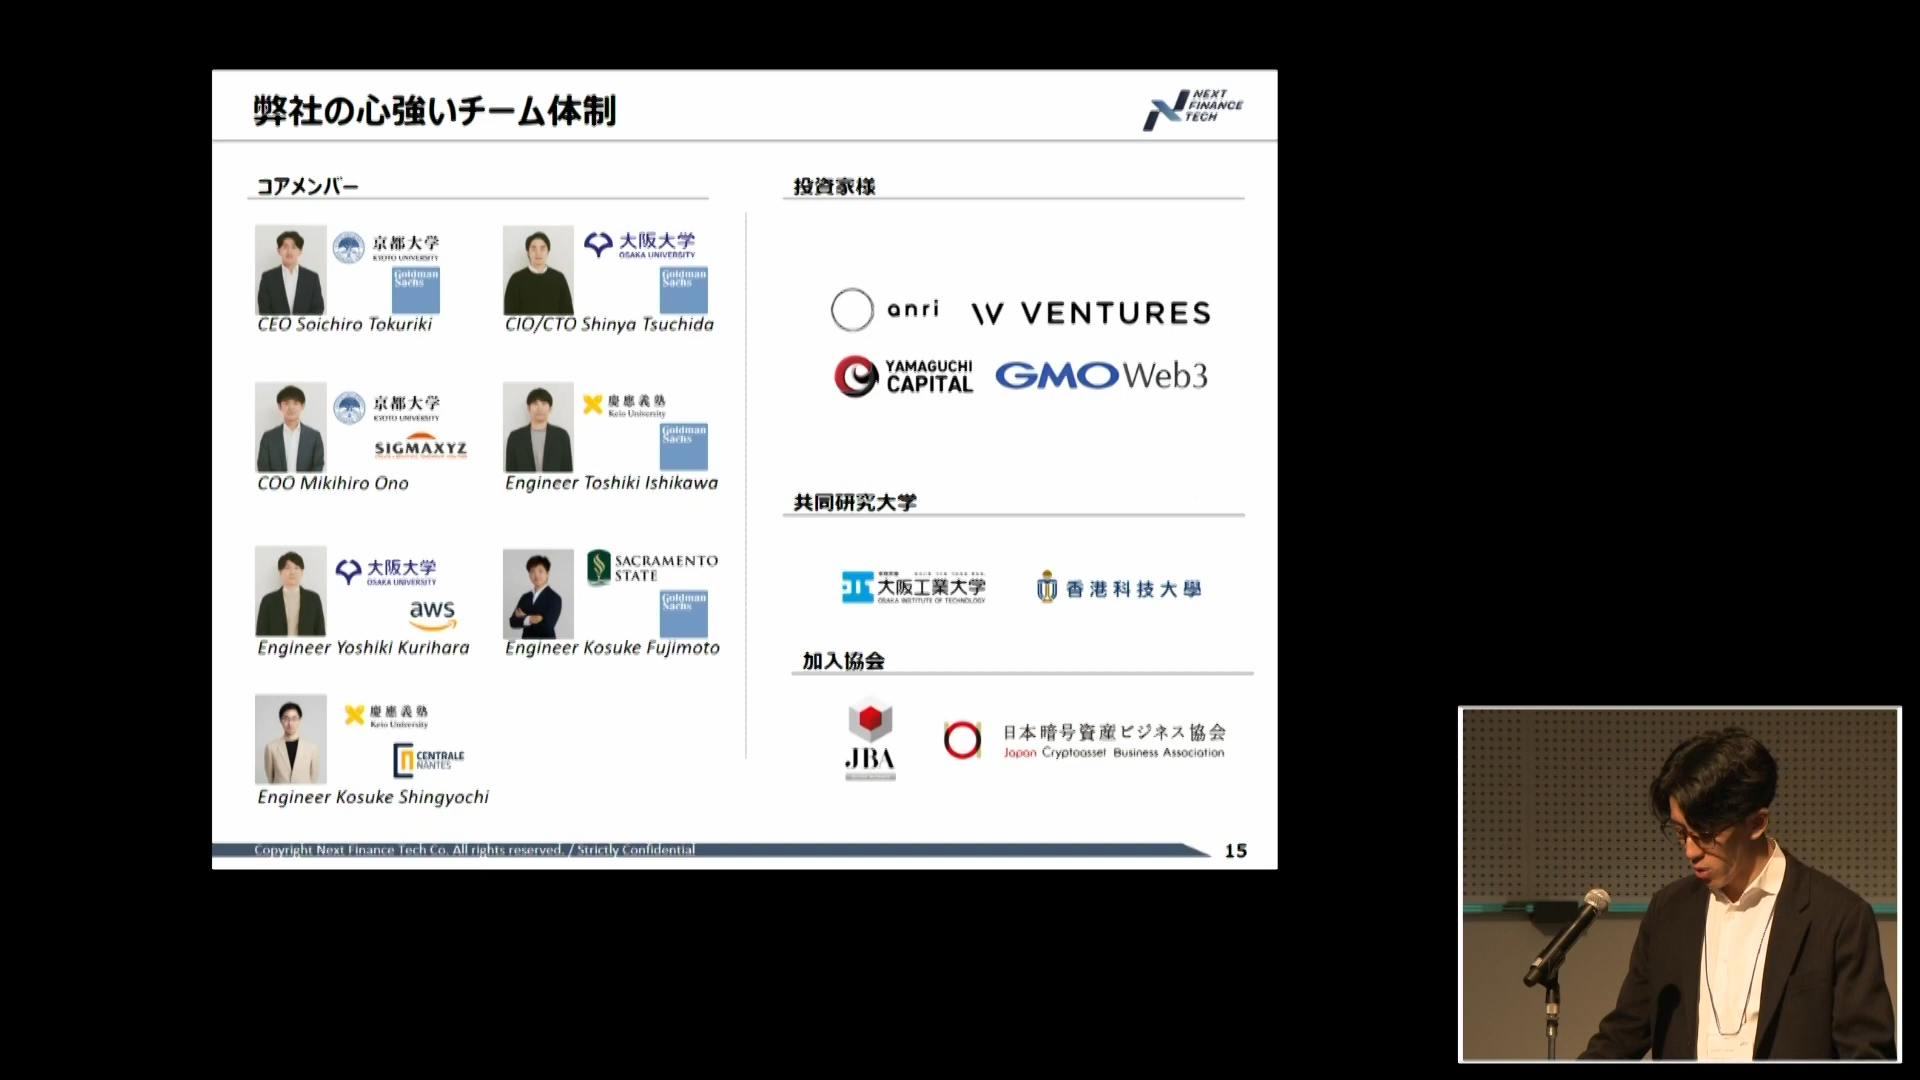 弊社の心強いチーム体制
NEXT
FINANCE
TECH
コアメンバー
京都大学
KYOTO UNIVERSITY
Goldman
Sachs
CEO Soichiro Tokuriki
大阪大学
OSAKA UNIVERSITY
Goldman
Sachs
CIO/CTO Shinya Tsuchida
京都大学
KYOTO UNIVERSITY
SIGMAXYZ
COO Mikihiro Ono
慶應義塾
Keio University
Goldman
Sachs
Engineer Toshiki Ishikawa
大阪大学
OSAKA UNIVERSITY
aws
Engineer Yoshiki Kurihara
SACRAMENTO
STATE
Goldman
Sachs
Engineer Kosuke Fujimoto
慶應義塾
Keio University
CENTRALE
NANTES
Engineer Kosuke Shingyochi
投資家様
anri
W VENTURES
YAMAGUCHI
CAPITAL
GMO Web3
共同研究大学
大阪工業大学
OSAKA INSTITUTE OF TECHNOLOGY
香港科技大學
加入協会
JBA
日本暗号資産ビジネス協会
Japan Cryptoasset Business Association
Copyright Next Finance Tech Co. All rights reserved. / Strictly Confidential
15